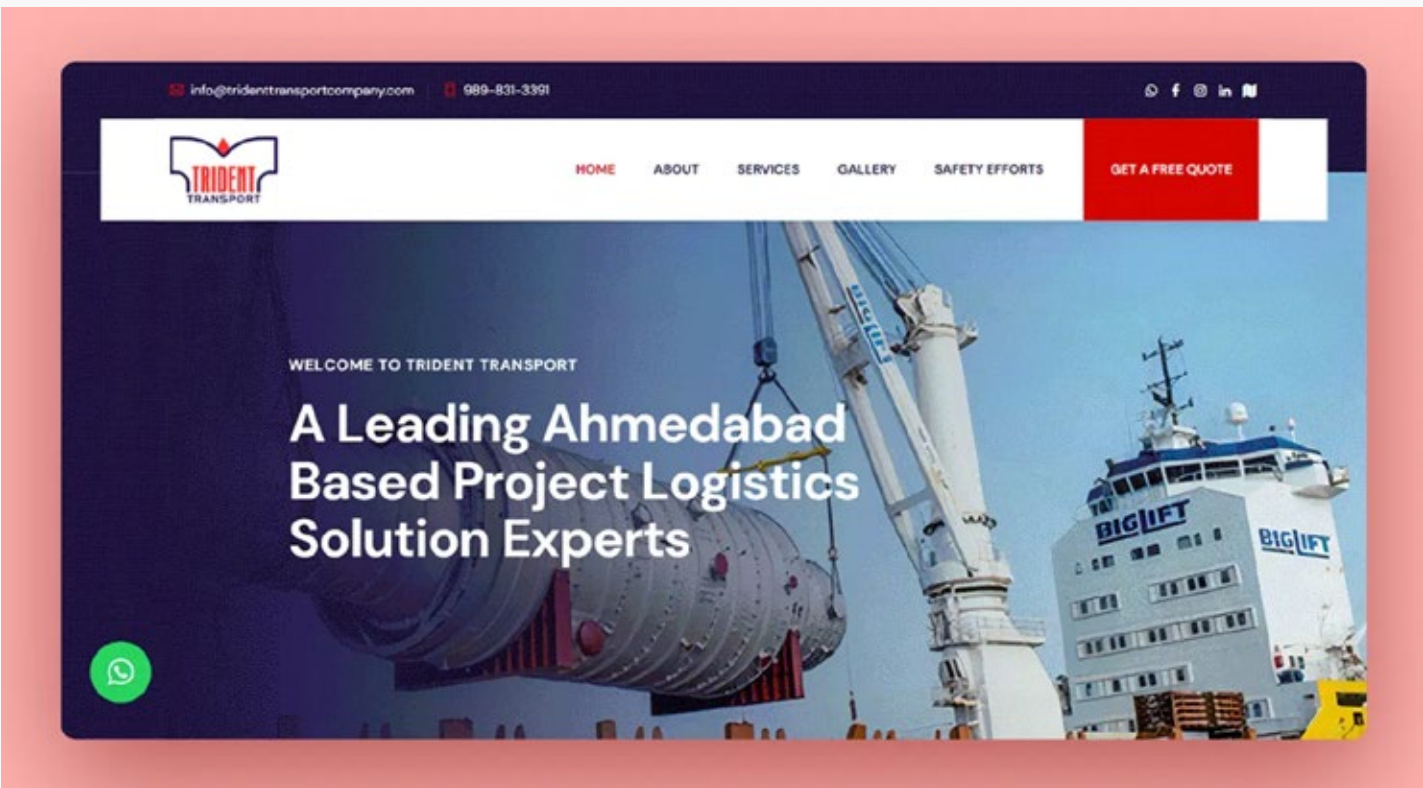 info@tridenttransportcompany.com 989-831-3391
TRIDENT
TRANSPORT
HOME ABOUT SERVICES GALLERY SAFETY EFFORTS GET A FREE QUOTE
BIGLIFT
WELCOME TO TRIDENT TRANSPORT
A Leading Ahmedabad
Based Project Logistics
Solution Experts
BIGLIFT
BIGLIFT